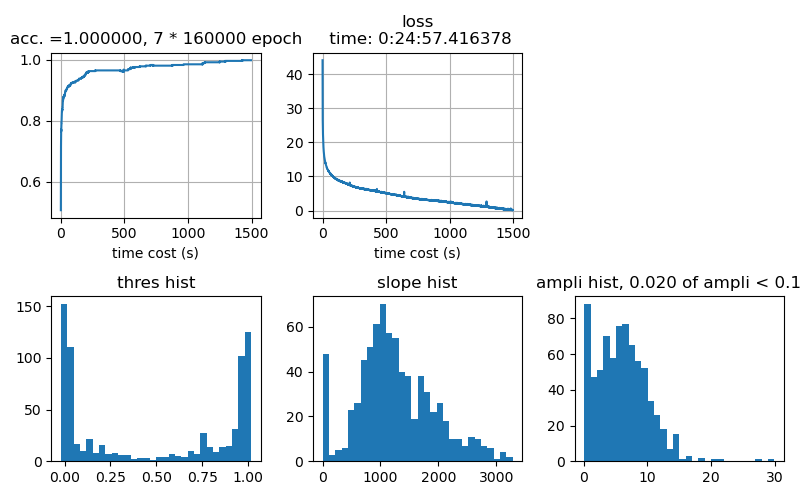 acc. =1.000000, 7 * 160000 epoch
1.0
0.8
0.6
0 500 1000 1500
time cost (s)
loss
time: 0:24:57.416378
40
30
20
10
0
0 500 1000 1500
time cost (s)
thres hist
150
100
50
0
0.00 0.25 0.50 0.75 1.00
slope hist
60
40
20
0
0 1000 2000 3000
ampli hist, 0.020 of ampli < 0.1
80
60
40
20
0
0 10 20 30